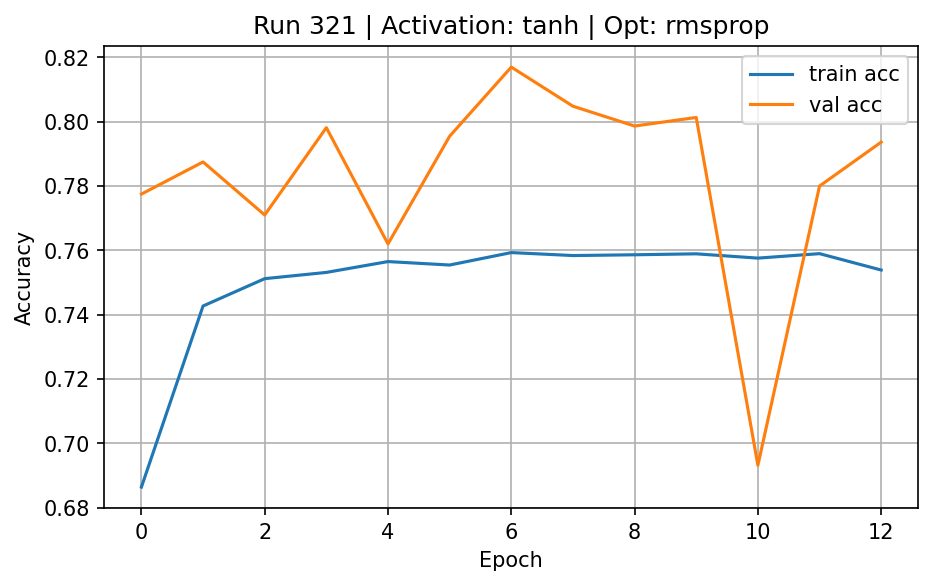 Run 321 | Activation: tanh | Opt: rmsprop
train acc
val acc
Accuracy
0.82
0.80
0.78
0.76
0.74
0.72
0.70
0.68
0 2 4 6 8 10 12
Epoch